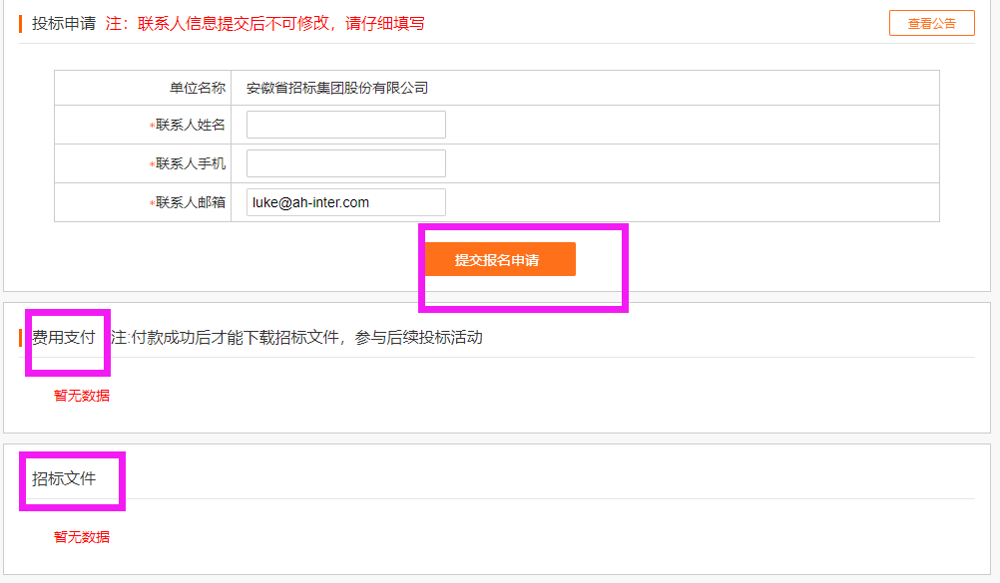 投标申请 注：联系人信息提交后不可修改，请仔细填写 查看公告
单位名称 安徽省招标集团股份有限公司
*联系人姓名
*联系人手机
*联系人邮箱 luke@ah-inter.com
提交报名申请
费用支付 注:付款成功后才能下载招标文件，参与后续投标活动
暂无数据
招标文件
暂无数据